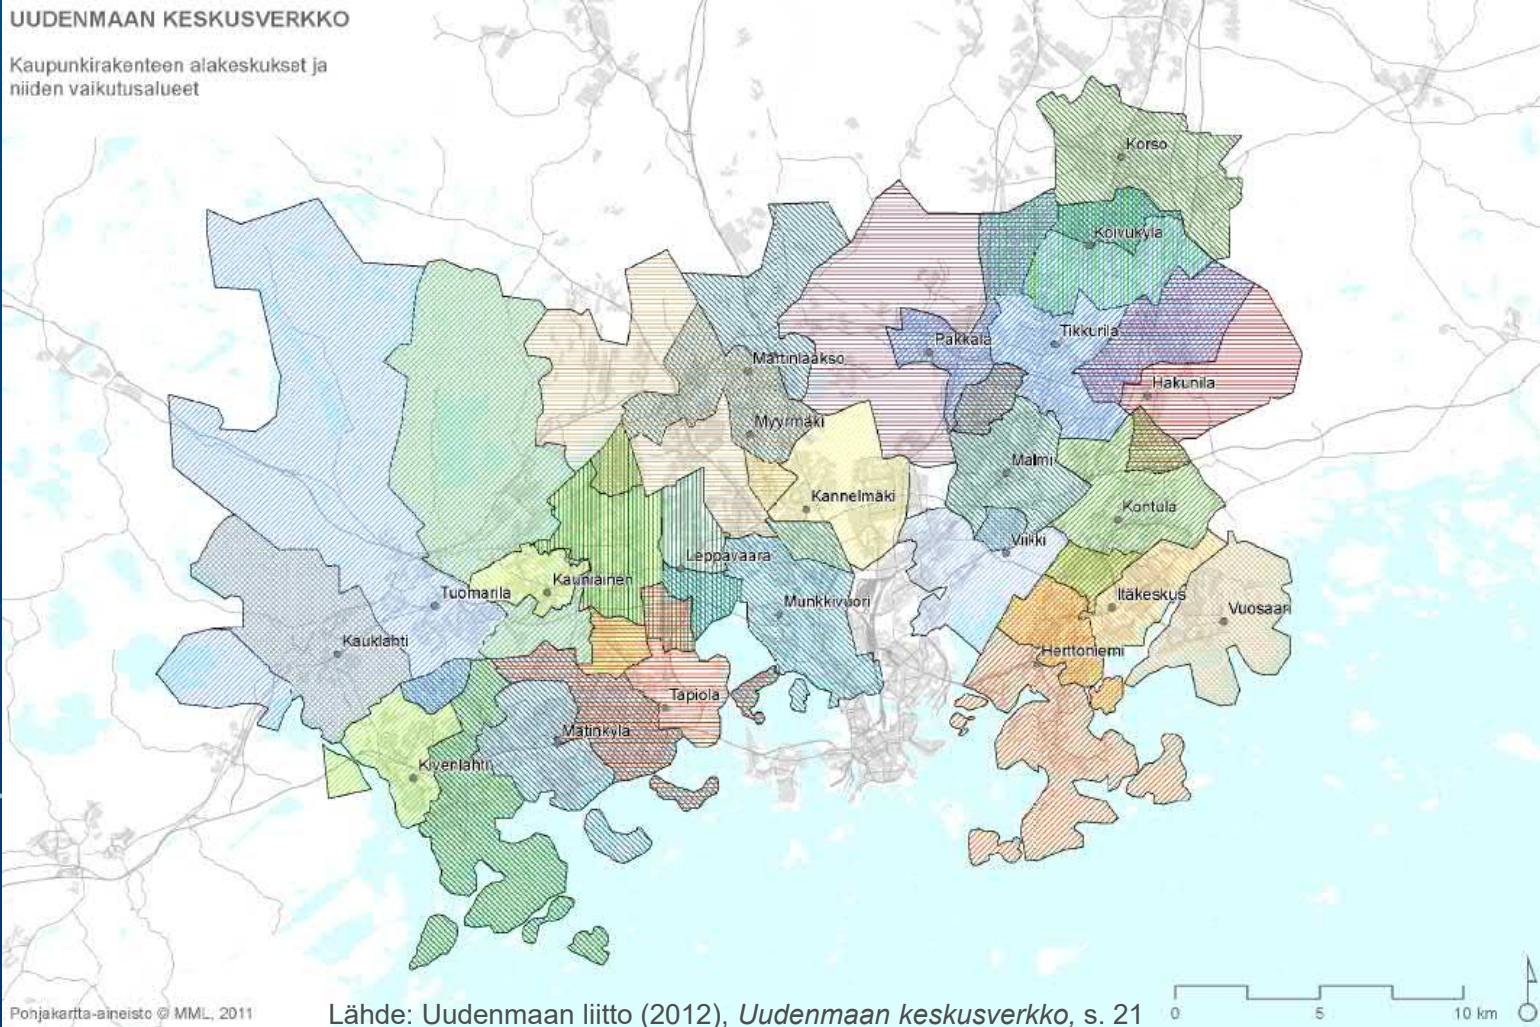 UUDENMAAN KESKUSVERKKO
Kaupunkirakenteen alakeskukset ja
niiden vaikutusalueet
Korso
Koivukylä
Tikkurila
Pakkala
Martinlaakso
Hakunila
Myyrmäki
Malmi
Kannelmäki
Kontula
Viikki
Leppävaara
Kauniainen
Tuomarila
Munkkivuori
Itäkeskus
Vuosaari
Kauklahti
Herttoniemi
Tapiola
Matinkylä
Kivenlahti
0 5 10 km
Pohjakartta-aineisto © MML, 2011
Lähde: Uudenmaan liitto (2012), Uudenmaan keskusverkko, s. 21